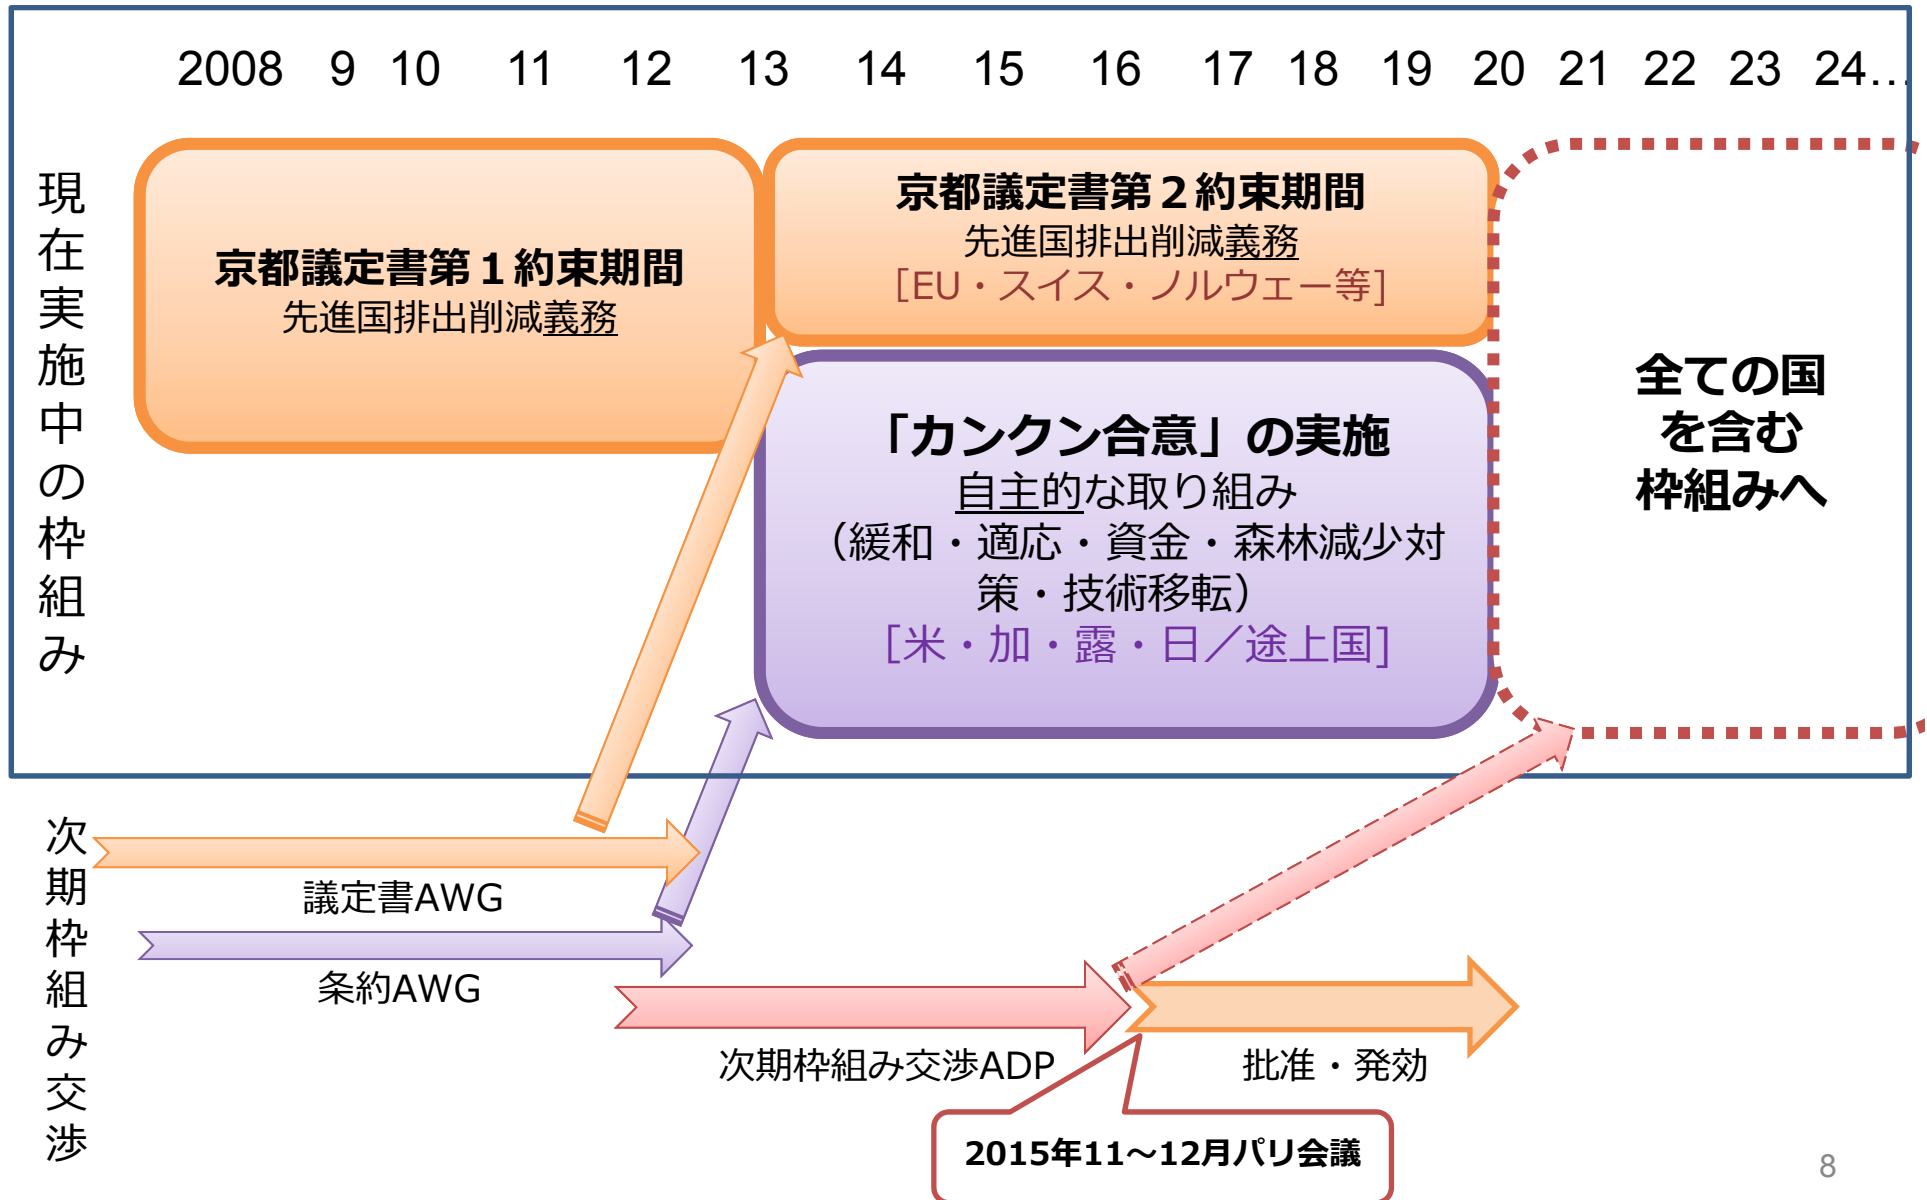 2008 9 10 11 12 13 14 15 16 17 18 19 20 21 22 23 24…
現在実施中の枠組み
京都議定書第１約束期間
先進国排出削減義務
京都議定書第２約束期間
先進国排出削減義務
［EU・スイス・ノルウェー等］
「カンクン合意」の実施
自主的な取り組み
（緩和・適応・資金・森林減少対
策・技術移転）
［米・加・露・日／途上国］
全ての国
を含む
枠組みへ
次期枠組み交渉
議定書AWG
条約AWG
次期枠組み交渉ADP
批准・発効
2015年11～12月パリ会議
8